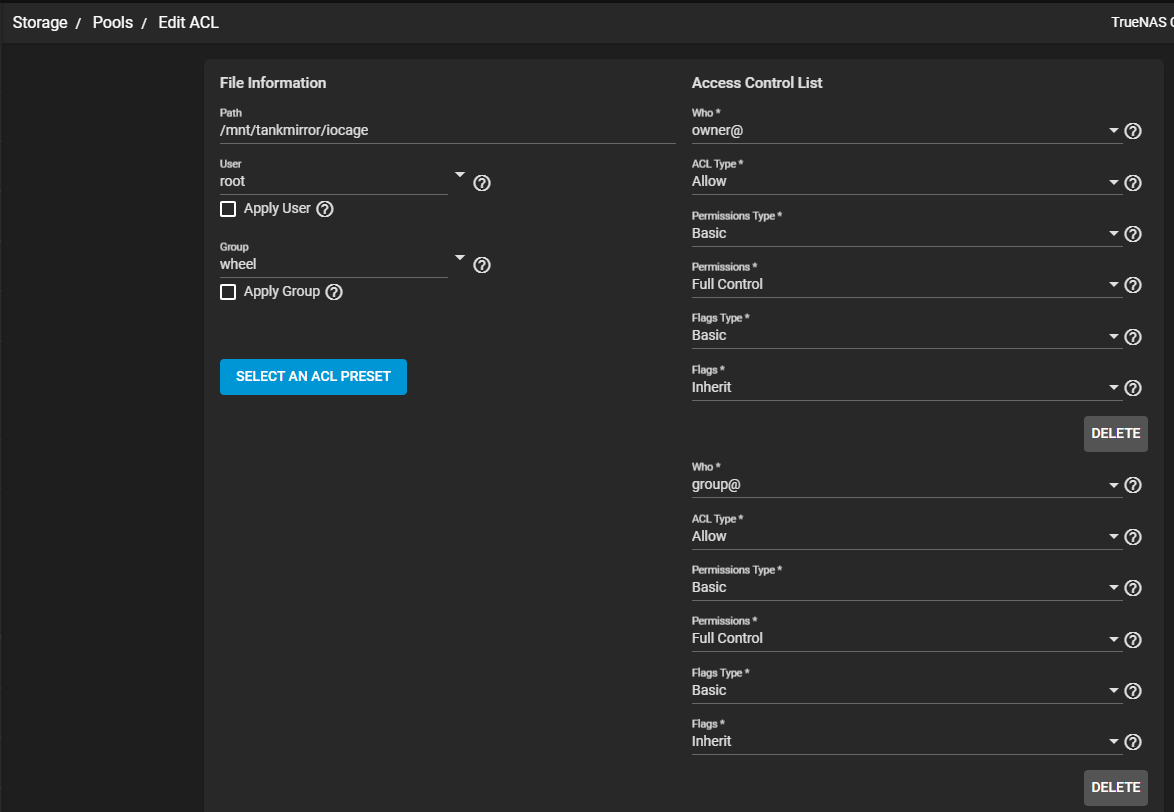 Storage / Pools / Edit ACL
TrueNAS
File Information
Path
/mnt/tankmirror/iocage
User
root
Apply User
Group
wheel
Apply Group
SELECT AN ACL PRESET
Access Control List
Who *
owner@
ACL Type *
Allow
Permissions Type *
Basic
Permissions *
Full Control
Flags Type *
Basic
Flags *
Inherit
DELETE
Who *
group@
ACL Type *
Allow
Permissions Type *
Basic
Permissions *
Full Control
Flags Type *
Basic
Flags *
Inherit
DELETE